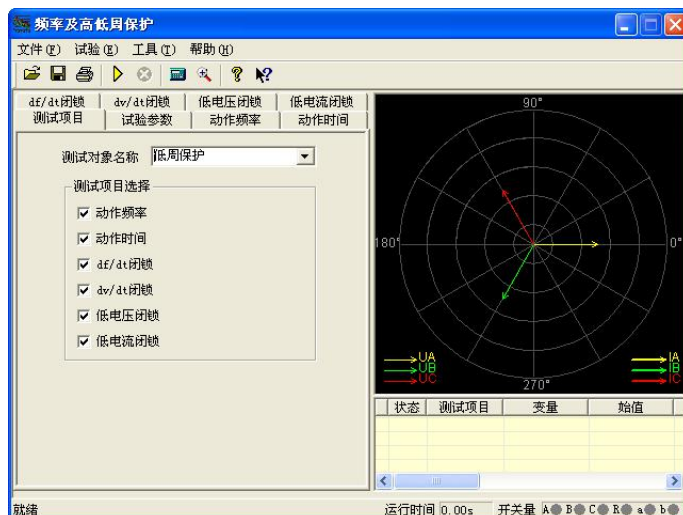 频率及高低周保护
文件(F) 试验(E) 工具(T) 帮助(H)
df/dt闭锁 dv/dt闭锁 低电压闭锁 低电流闭锁
测试项目 试验参数 动作频率 动作时间
测试对象名称 低周保护
测试项目选择
动作频率
动作时间
df/dt闭锁
dv/dt闭锁
低电压闭锁
低电流闭锁
90°
180° 0°
270°
UA IA
UB IB
UC IC
状态 测试项目 变量 始值
就绪 运行时间 0.00s 开关量 A B C R a b